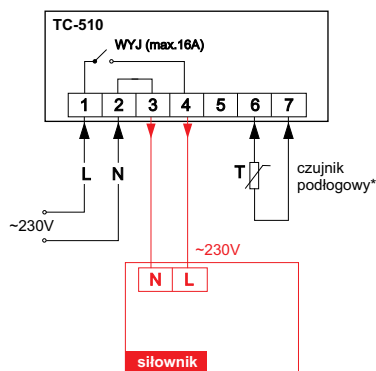 TC-510
WYJ (max.16A)
1 2 3 4 5 6 7
L N
T
czujnik
podłogowy*
~230V
~230V
N L
siłownik